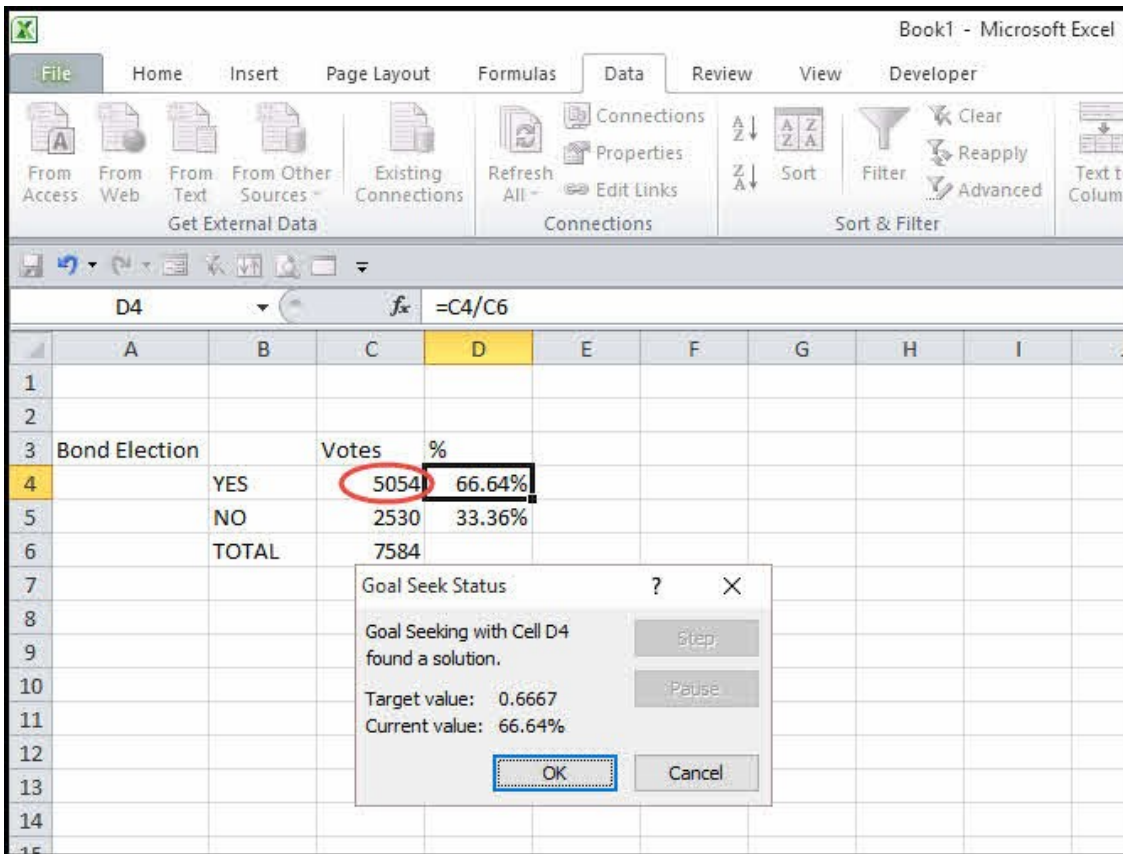 Book1 - Microsoft Excel
File Home Insert Page Layout Formulas Data Review View Developer
From Access
From Web
From Text
From Other Sources
Existing Connections
Refresh All
Connections
Properties
Edit Links
A Z
Z A
A Z
Z A
Sort
Filter
Clear
Reapply
Advanced
Text t
Colum
Get External Data
Connections
Sort & Filter
D4 fx =C4/C6
A B C D E F G H I
1
2
3 Bond Election Votes %
4 YES 5054 66.64%
5 NO 2530 33.36%
6 TOTAL 7584
7
8
9
10
11
12
13
14
15
Goal Seek Status ? X
Goal Seeking with Cell D4
found a solution.
Target value: 0.6667
Current value: 66.64%
Step
Pause
OK
Cancel